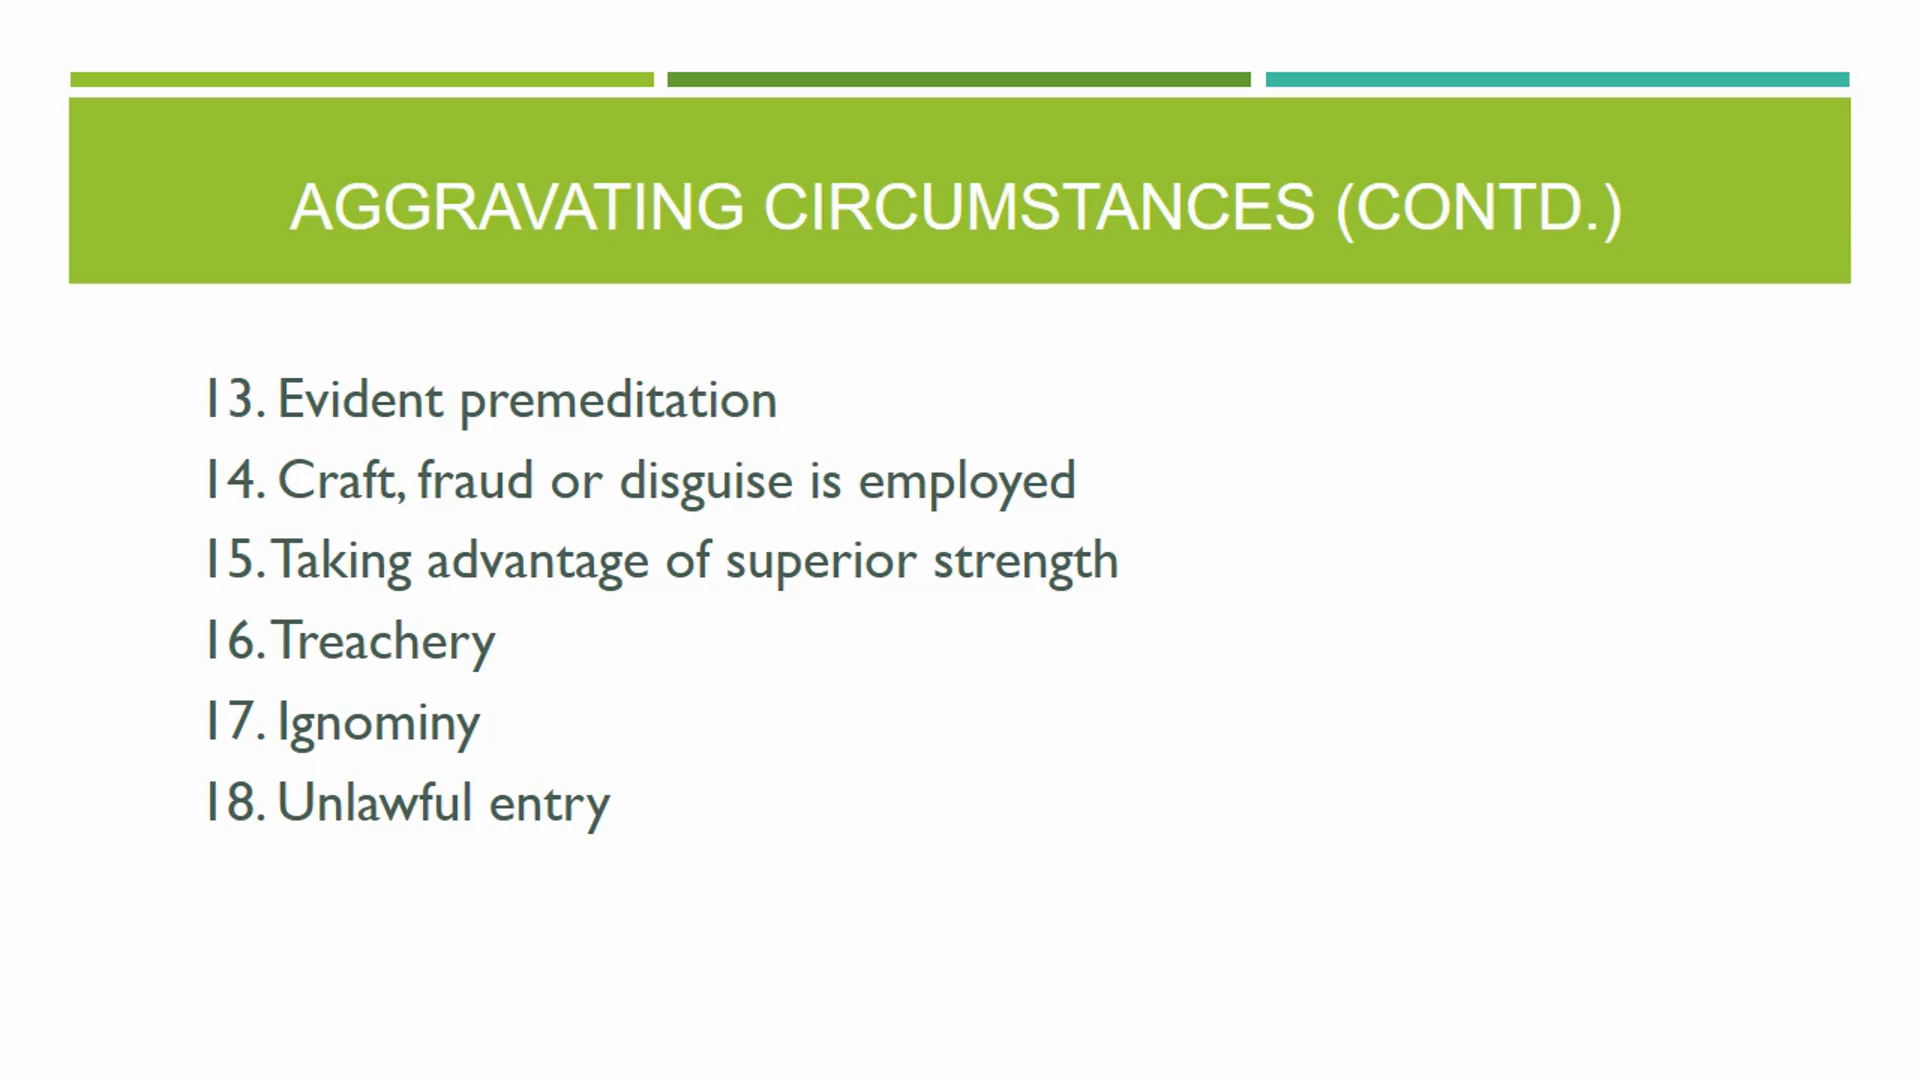 AGGRAVATING CIRCUMSTANCES (CONTD.)
13. Evident premeditation
14. Craft, fraud or disguise is employed
15. Taking advantage of superior strength
16. Treachery
17. Ignominy
18. Unlawful entry